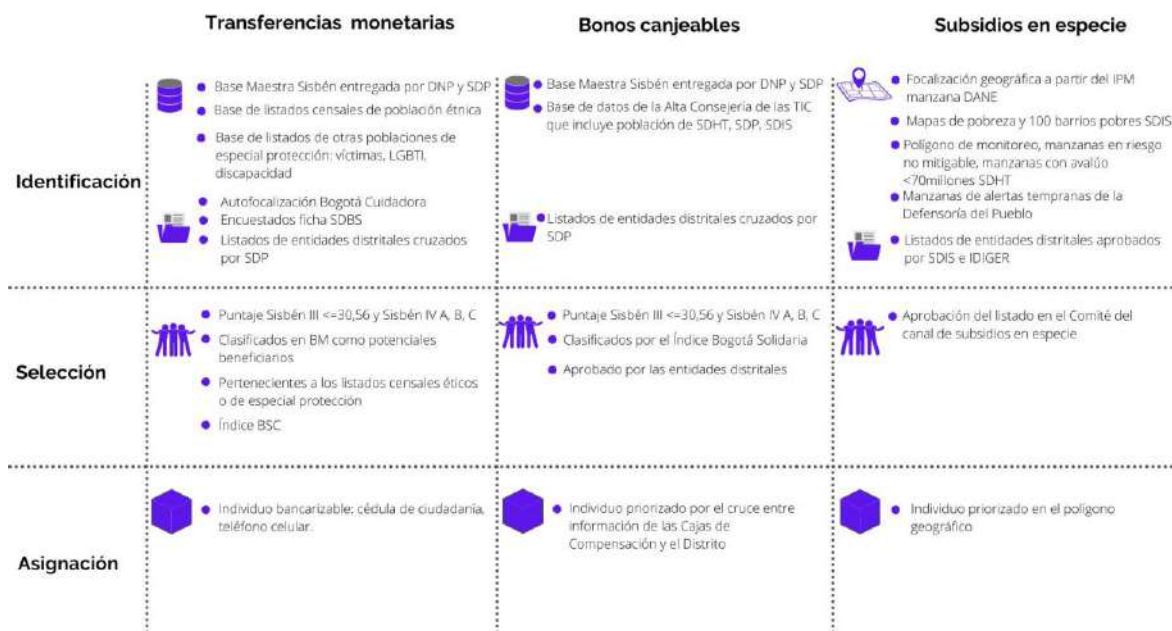 Transferencias monetarias
Bonos canjeables
Subsidios en especie
Identificación
Base Maestra Sisbén entregada por DNP y SDP
Base de listados censales de población étnica
Base de listados de otras poblaciones de
especial protección: víctimas, LGBTI,
discapacidad
Autofocalización Bogotá Cuidadora
Encuestados ficha SDBS
Listados de entidades distritales cruzados
por SDP
Base Maestra Sisbén entregada por DNP y SDP
Base de datos de la Alta Consejería de las TIC
que incluye población de SDHT, SDP, SDIS
Listados de entidades distritales cruzados por
SDP
Focalización geográfica a partir del IPM
manzana DANE
Mapas de pobreza y 100 barrios pobres SDIS
Polígono de monitoreo, manzanas en riesgo
no mitigable, manzanas con avalúo
<70millones SDHT
Manzanas de alertas tempranas de la
Defensoría del Pueblo
Listados de entidades distritales aprobados
por SDIS e IDIGER
Selección
Puntaje Sisbén III <=30,56 y Sisbén IV A, B, C
Clasificados en BM como potenciales
beneficiarios
Pertenecientes a los listados censales éticos
o de especial protección
Índice BSC
Puntaje Sisbén III <=30,56 y Sisbén IV A, B, C
Clasificados por el Índice Bogotá Solidaria
Aprobado por las entidades distritales
Aprobación del listado en el Comité del
canal de subsidios en especie
Asignación
Individuo bancarizable: cédula de ciudadanía,
teléfono celular.
Individuo priorizado por el cruce entre
información de las Cajas de
Compensación y el Distrito
Individuo priorizado en el polígono
geográfico